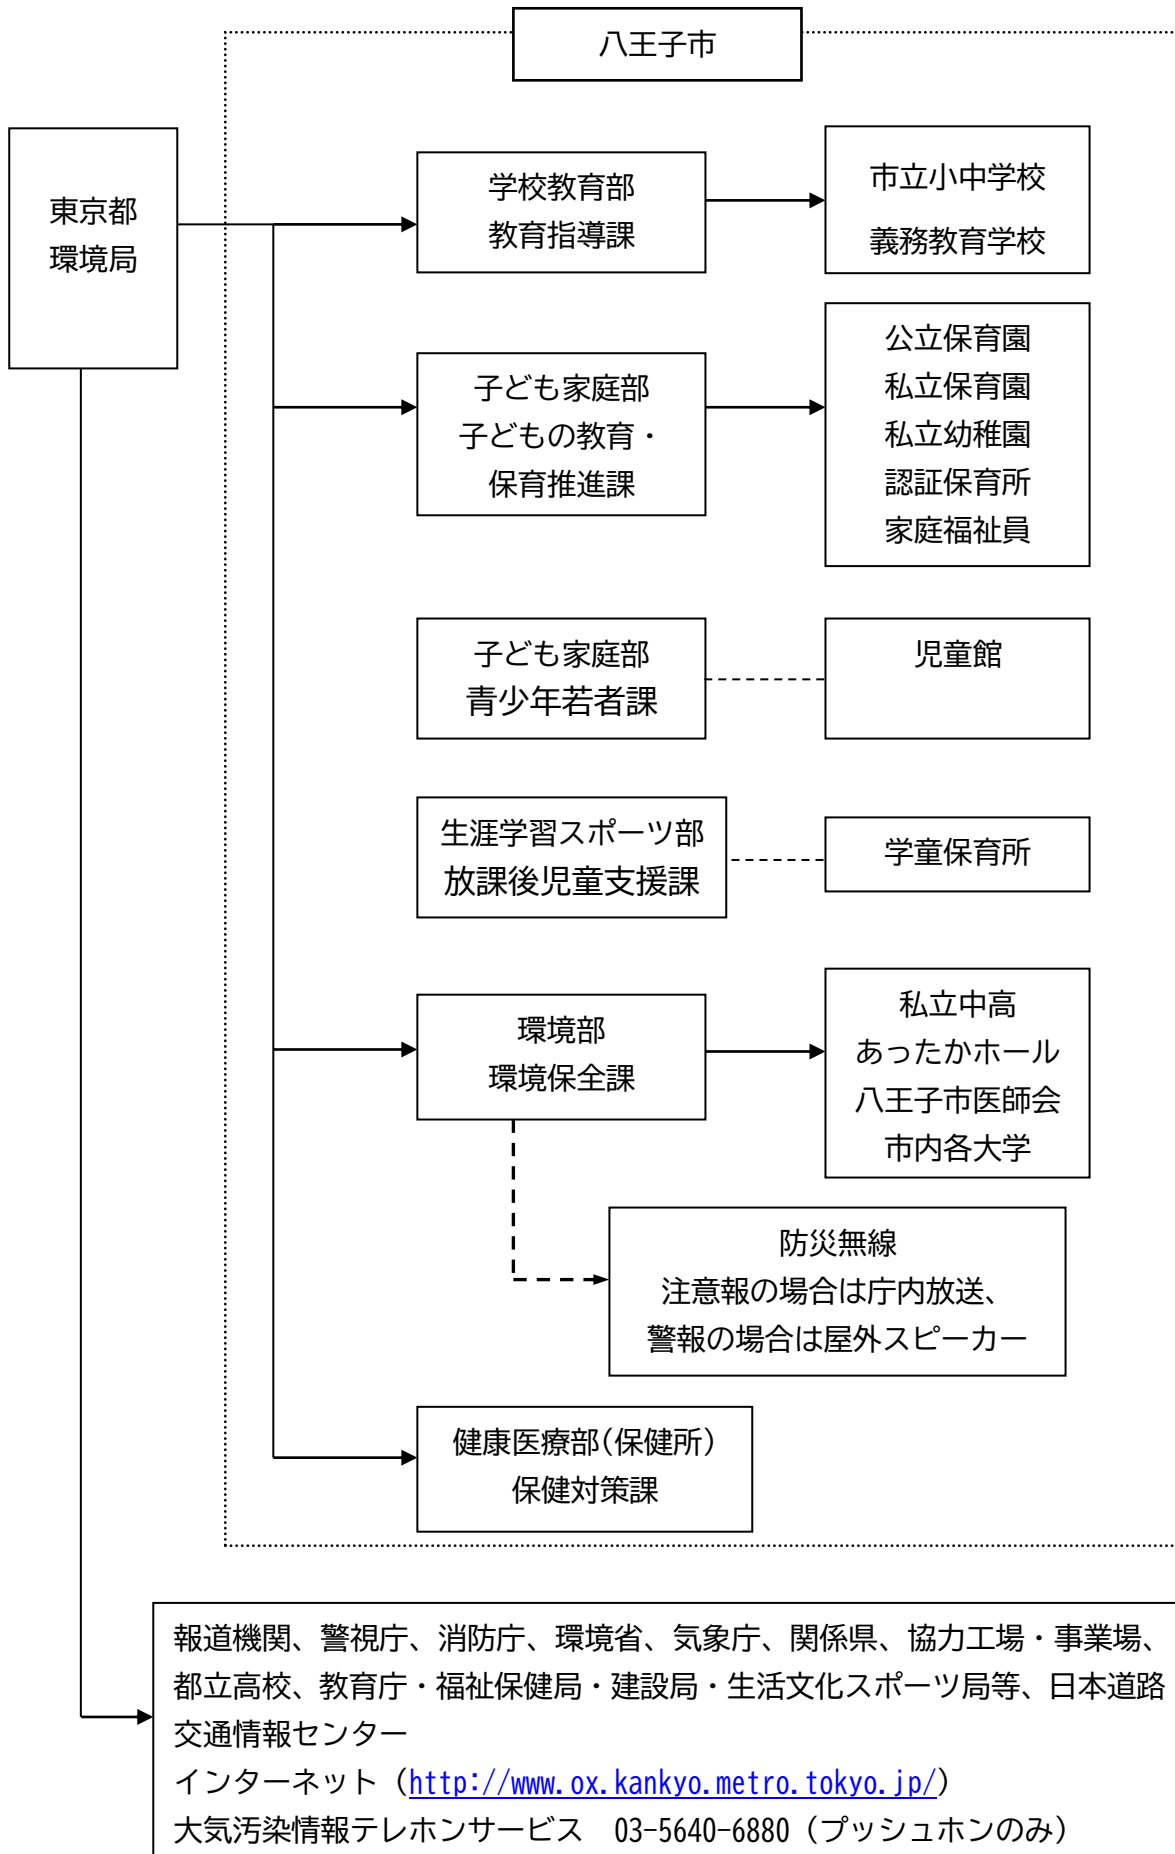 八王子市
東京都
環境局
学校教育部
教育指導課
市立小中学校
義務教育学校
子ども家庭部
子どもの教育・
保育推進課
公立保育園
私立保育園
私立幼稚園
認証保育所
家庭福祉員
子ども家庭部
青少年若者課
児童館
生涯学習スポーツ部
放課後児童支援課
学童保育所
環境部
環境保全課
私立中高
あったかホール
八王子市医師会
市内各大学
防災無線
注意報の場合は庁内放送、
警報の場合は屋外スピーカー
健康医療部(保健所)
保健対策課
報道機関、警視庁、消防庁、環境省、気象庁、関係県、協力工場・事業場、
都立高校、教育庁・福祉保健局・建設局・生活文化スポーツ局等、日本道路
交通情報センター
インターネット（http://www.ox.kankyo.metro.tokyo.jp/）
大気汚染情報テレホンサービス　03-5640-6880（プッシュホンのみ）